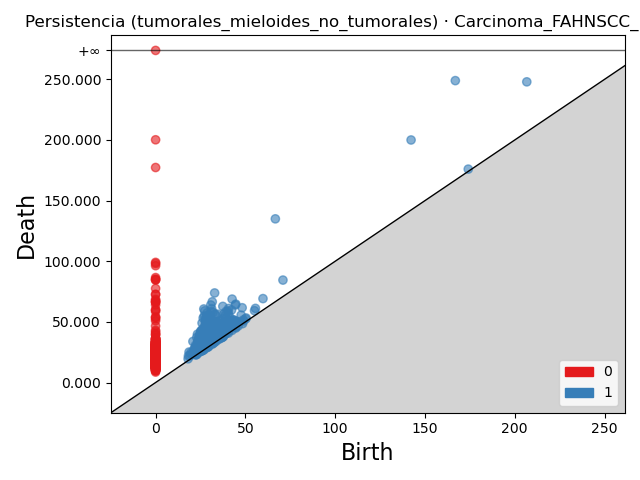 Persistencia (tumorales_mieloides_no_tumorales) · Carcinoma_FAHNSCC_
+∞
250.000
200.000
150.000
100.000
50.000
0.000
Death
0
1
0 50 100 150 200 250
Birth